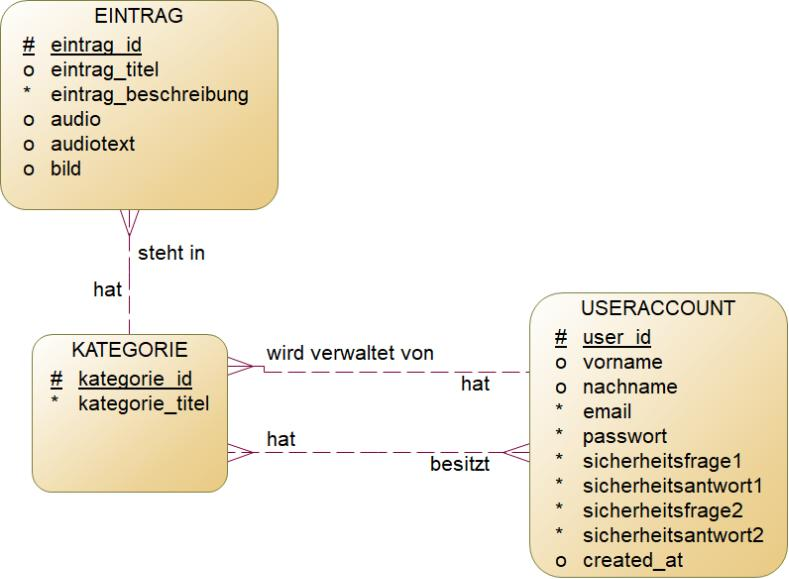 EINTRAG
# eintrag_id
o eintrag_titel
* eintrag_beschreibung
o audio
o audiotext
o bild
steht in
hat
KATEGORIE
# kategorie_id
* kategorie_titel
wird verwaltet von
hat
hat
besitzt
USERACCOUNT
# user_id
o vorname
o nachname
* email
* passwort
* sicherheitsfrage1
* sicherheitsantwort1
* sicherheitsfrage2
* sicherheitsantwort2
o created_at